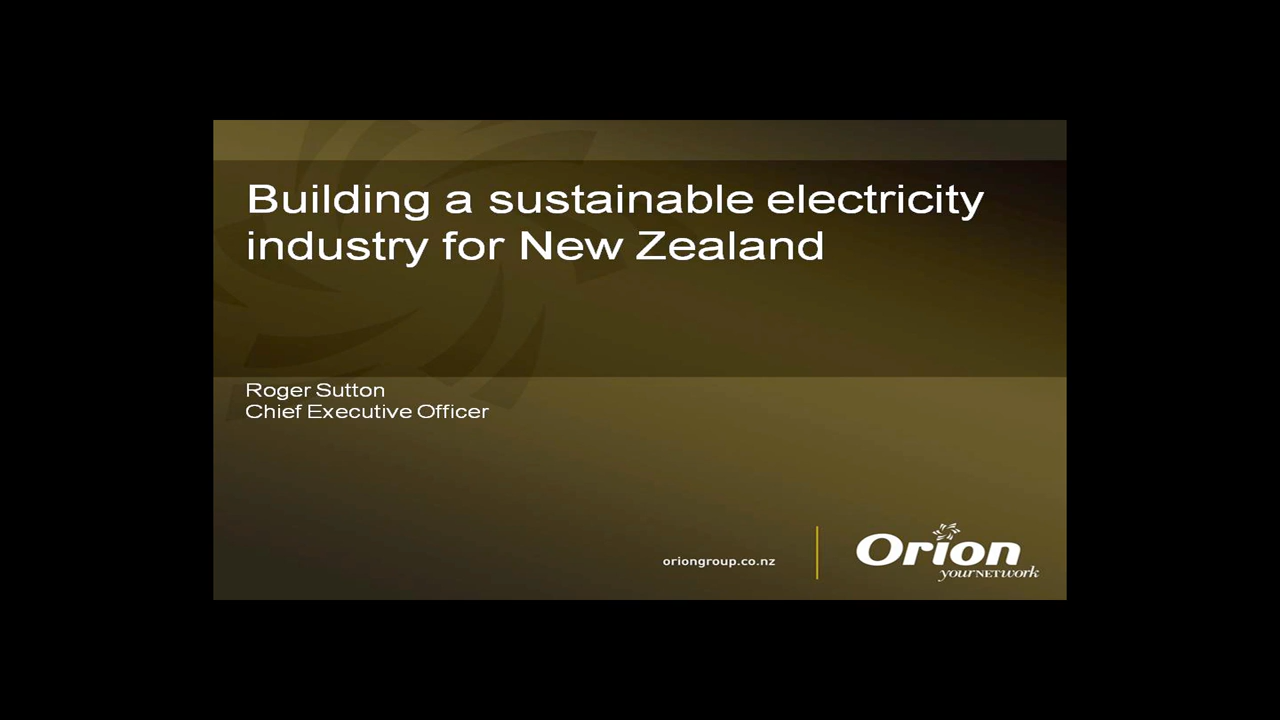 Building a sustainable electricity
industry for New Zealand
Roger Sutton
Chief Executive Officer
oriongroup.co.nz
Orion
yourNETwork